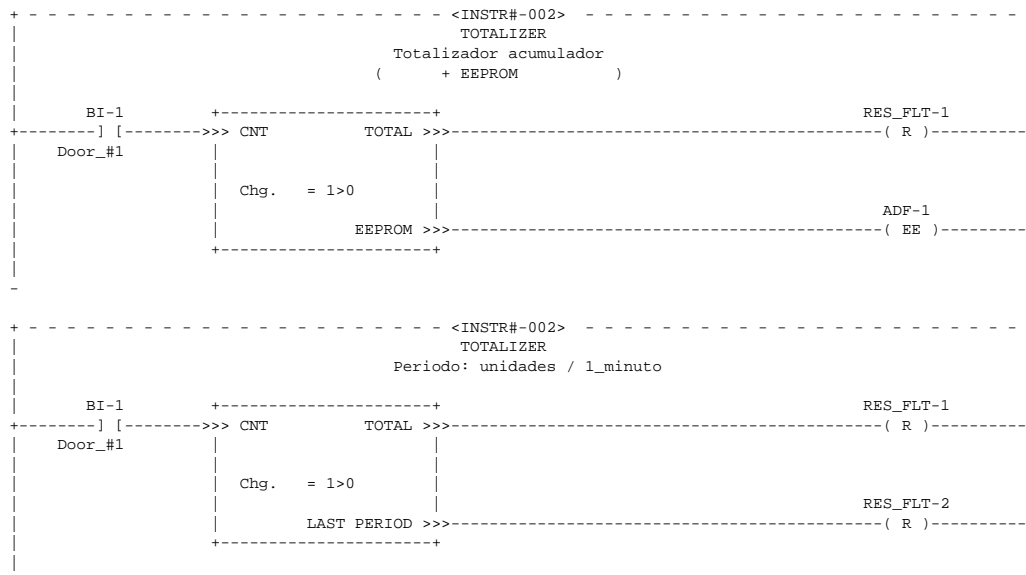 <INSTR#-002>
TOTALIZER
Totalizador acumulador
( + EEPROM )
BI-1 RES_FLT-1
] [ >>> CNT TOTAL >>> ( R )
Door_#1
Chg. = 1>0
ADF-1
EEPROM >>> ( EE )
<INSTR#-002>
TOTALIZER
Periodo: unidades / 1_minuto
BI-1 RES_FLT-1
] [ >>> CNT TOTAL >>> ( R )
Door_#1
Chg. = 1>0
RES_FLT-2
LAST PERIOD >>> ( R )